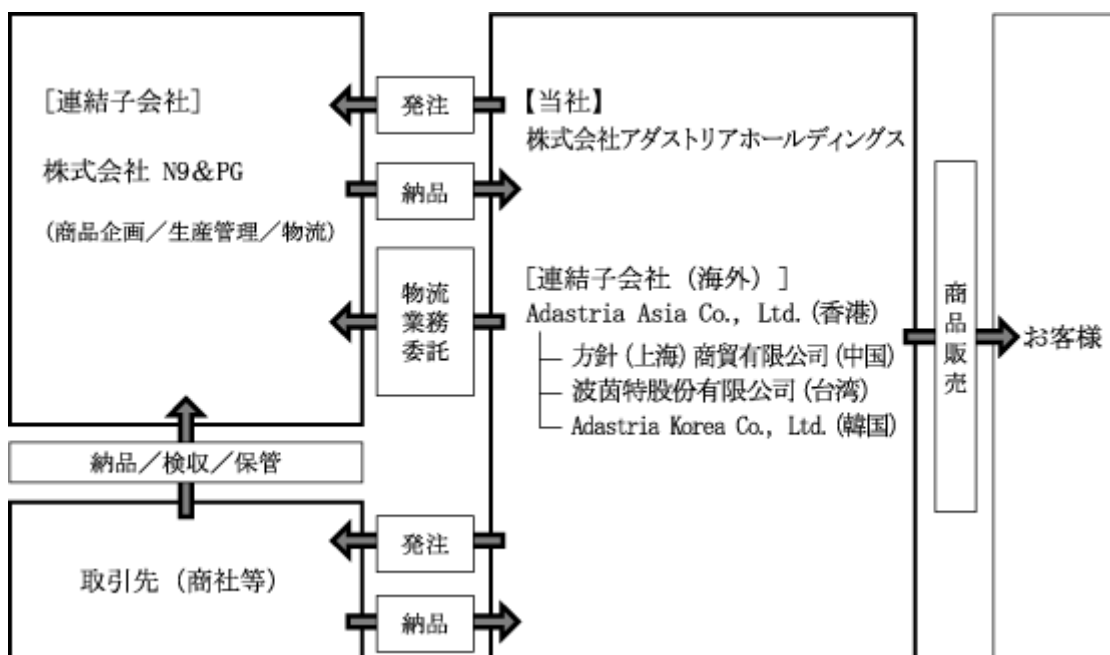 [連結子会社]
株式会社 N9&PG
(商品企画/生産管理/物流)
発注
納品
物流
業務
委託
【当社】
株式会社アダストリアホールディングス
[連結子会社(海外)]
Adastria Asia Co., Ltd.(香港)
方針(上海)商貿有限公司(中国)
波茵特股份有限公司(台湾)
Adastria Korea Co., Ltd.(韓国)
商品販売
お客様
納品/検収/保管
取引先(商社等)
発注
納品